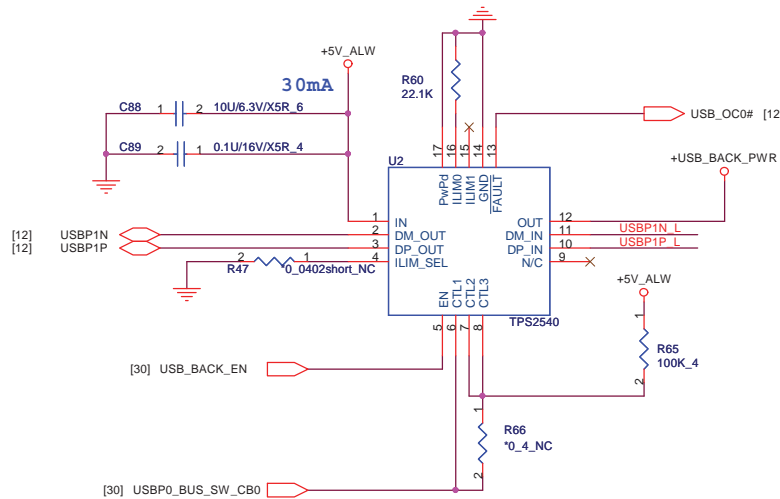 +5V_ALW
30mA
C88 1 2 10U/6.3V/X5R_6
C89 2 1 0.1U/16V/X5R_4
R60
22.1K
USB_OC0# [12
+USB_BACK_PWR
17 16 15 14 13
U2
PwPd ILIM0 ILIM1 GND FAULT
1 IN
OUT 12
[12] USBP1N 2 DM_OUT
DM_IN 11 USBP1N_L
[12] USBP1P 3 DP_OUT
DP_IN 10 USBP1P_L
R47 2 1 *0_0402short_NC 4 ILIM_SEL
N/C 9
EN CTL1 CTL2 CTL3
5 6 7 8
TPS2540
+5V_ALW
1
R65
100K_4
2
[30] USB_BACK_EN
1
R66
*0_4_NC
2
[30] USBP0_BUS_SW_CB0